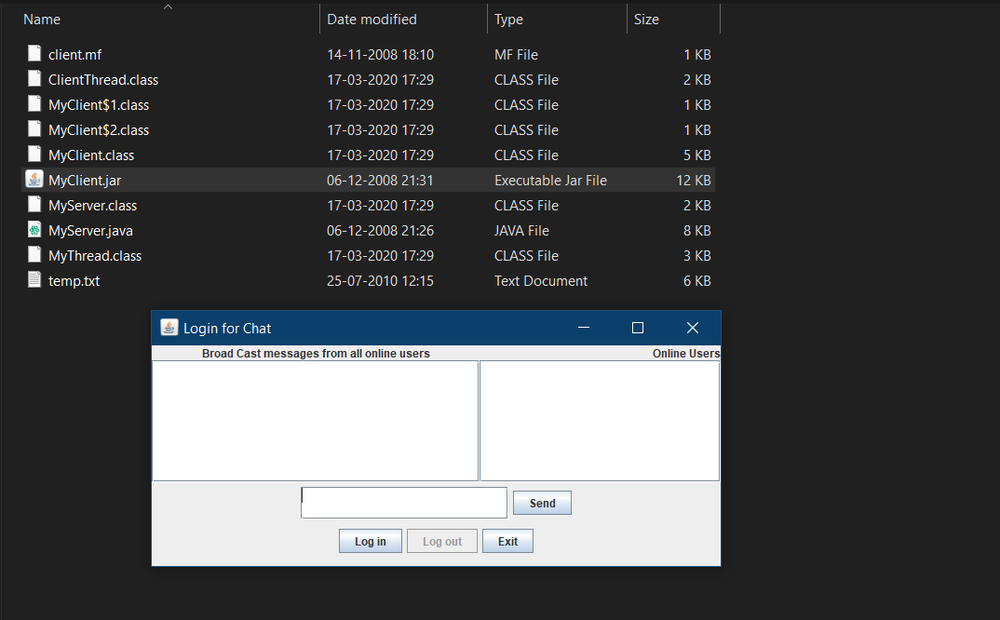 Name Date modified Type Size
client.mf 14-11-2008 18:10 MF File 1 KB
ClientThread.class 17-03-2020 17:29 CLASS File 2 KB
MyClient$1.class 17-03-2020 17:29 CLASS File 1 KB
MyClient$2.class 17-03-2020 17:29 CLASS File 1 KB
MyClient.class 17-03-2020 17:29 CLASS File 5 KB
MyClient.jar 06-12-2008 21:31 Executable Jar File 12 KB
MyServer.class 17-03-2020 17:29 CLASS File 2 KB
MyServer.java 06-12-2008 21:26 JAVA File 8 KB
MyThread.class 17-03-2020 17:29 CLASS File 3 KB
temp.txt 25-07-2010 12:15 Text Document 6 KB
Login for Chat
Broad Cast messages from all online users Online Users
Send
Log in Log out Exit